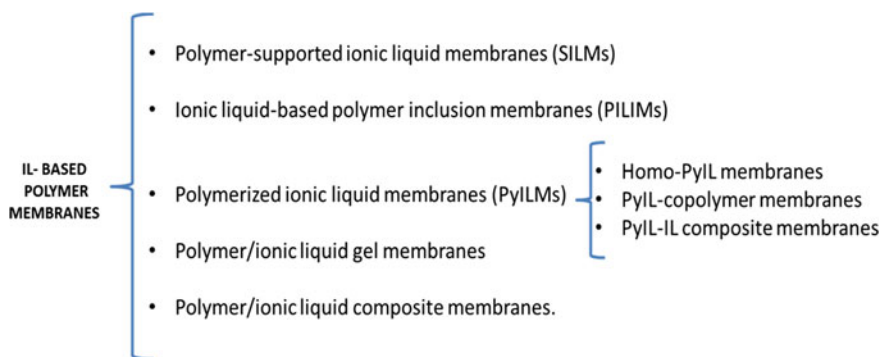 IL- BASED
POLYMER
MEMBRANES
• Polymer-supported ionic liquid membranes (SILMs)
• Ionic liquid-based polymer inclusion membranes (PILIMs)
• Polymerized ionic liquid membranes (PyILMs)
• Homo-PyIL membranes
• PyIL-copolymer membranes
• PyIL-IL composite membranes
• Polymer/ionic liquid gel membranes
• Polymer/ionic liquid composite membranes.